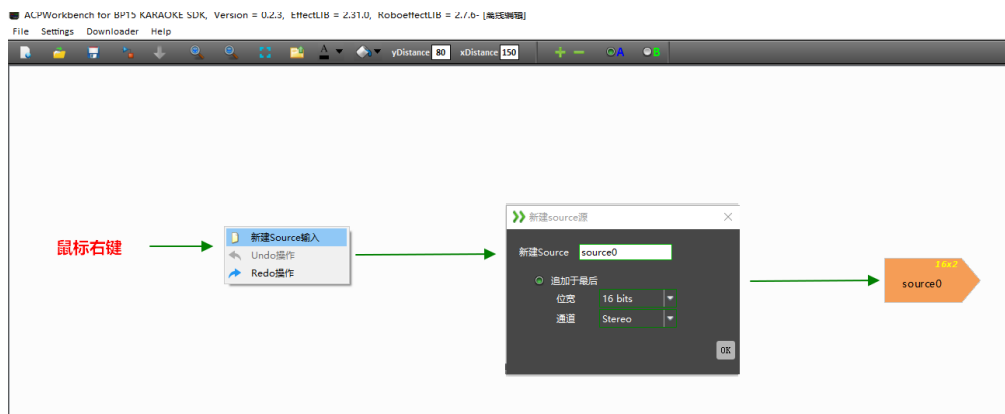 ACPWorkbench for BP15 KARAOKE SDK, Version = 0.2.3, EffectLIB = 2.31.0, RoboeffectLIB = 2.7.6- [离线编辑]
File Settings Downloader Help
A yDistance 80 xDistance 150 A B
鼠标右键
新建Source输入
Undo操作
Redo操作
新建source源
新建Source source0
追加于最后
位宽 16 bits
通道 Stereo
OK
16x2
source0